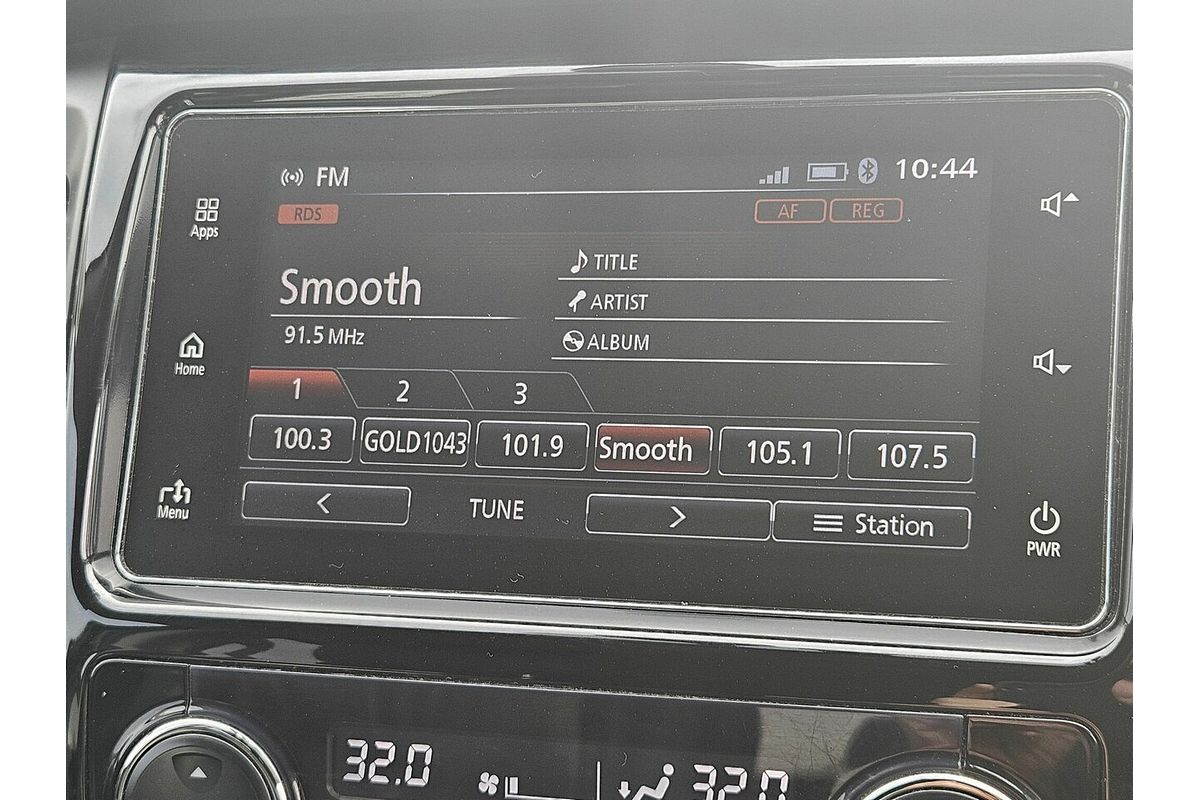 FM 10:44
RDS AF REG
Apps
TITLE
Smooth
ARTIST
91.5 MHz
ALBUM
Home
1 2 3
100.3 GOLD1043 101.9 Smooth 105.1 107.5
< TUNE > Station
Menu
PWR
32.0 32.0